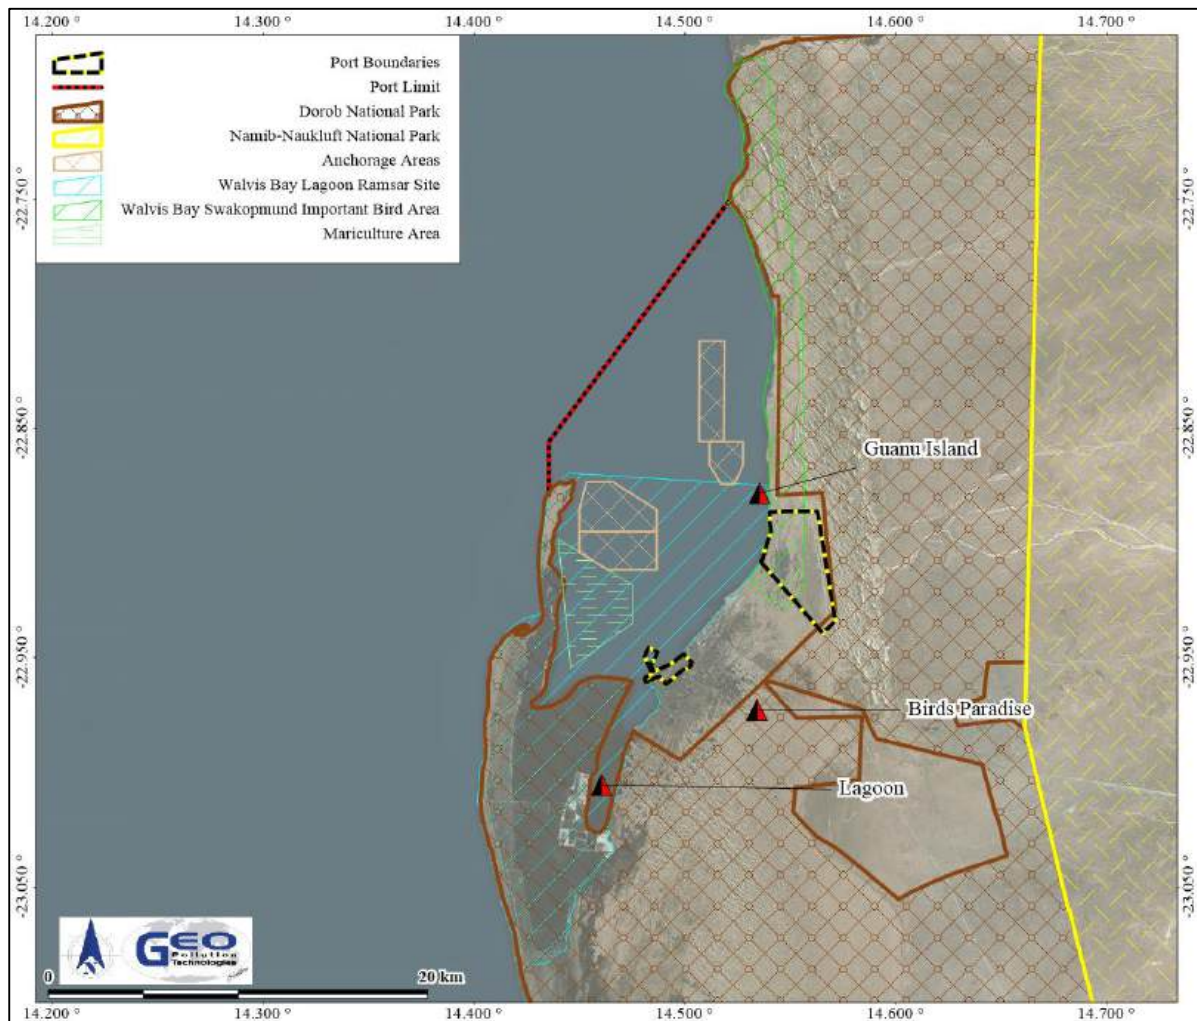 14.200 °
14.300 °
14.400 °
14.500 °
14.600 °
14.700 °
Port Boundaries
Port Limit
Dorob National Park
Namib-Naukluft National Park
Anchorage Areas
Walvis Bay Lagoon Ramsar Site
Walvis Bay Swakopmund Important Bird Area
Mariculture Area
-22.750 °
-22.750 °
-22.850 °
-22.850 °
Guanu Island
-22.950 °
-22.950 °
Birds Paradise
Lagoon
-23.050 °
-23.050 °
GEO
Pollution
Technologies
0
20 km
14.200 °
14.300 °
14.400 °
14.500 °
14.600 °
14.700 °